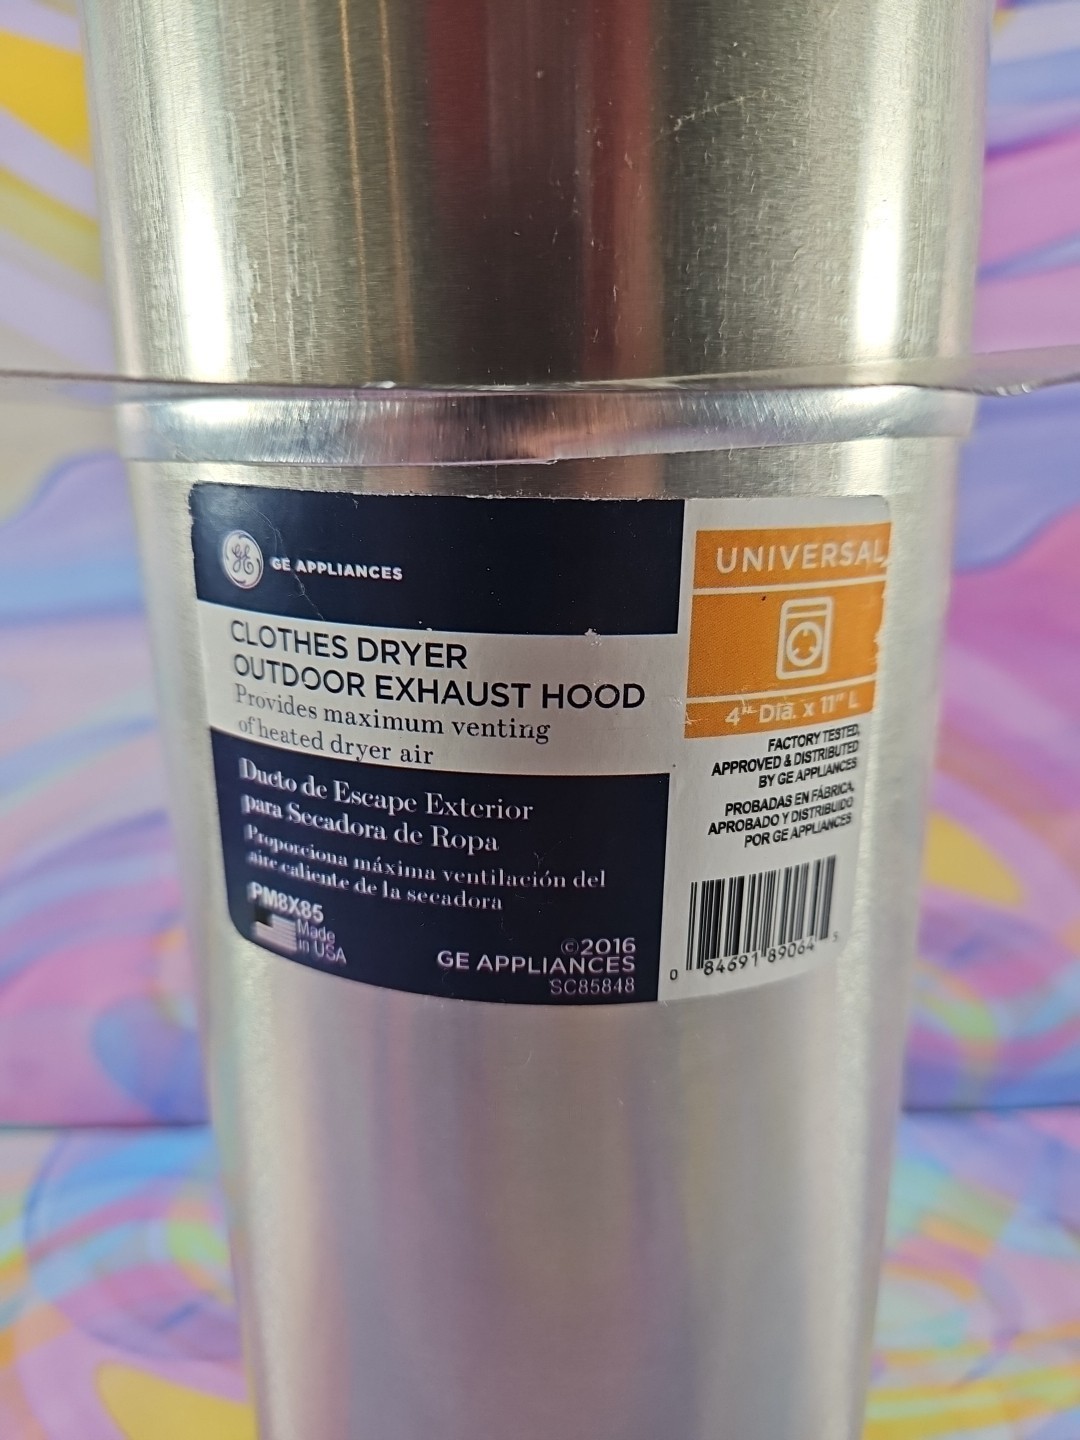 GE APPLIANCES
CLOTHES DRYER
OUTDOOR EXHAUST HOOD
Provides maximum venting
of heated dryer air
Ducto de Escape Exterior
para Secadora de Ropa
Proporciona máxima ventilación del
aire caliente de la secadora
PM8X85
Made
in USA
©2016
GE APPLIANCES
SC85848
UNIVERSAL
4" Dia. x 11" L
FACTORY TESTED,
APPROVED & DISTRIBUTED
BY GE APPLIANCES
PROBADAS EN FÁBRICA,
APROBADO Y DISTRIBUIDO
POR GE APPLIANCES
0 84691 89064 5